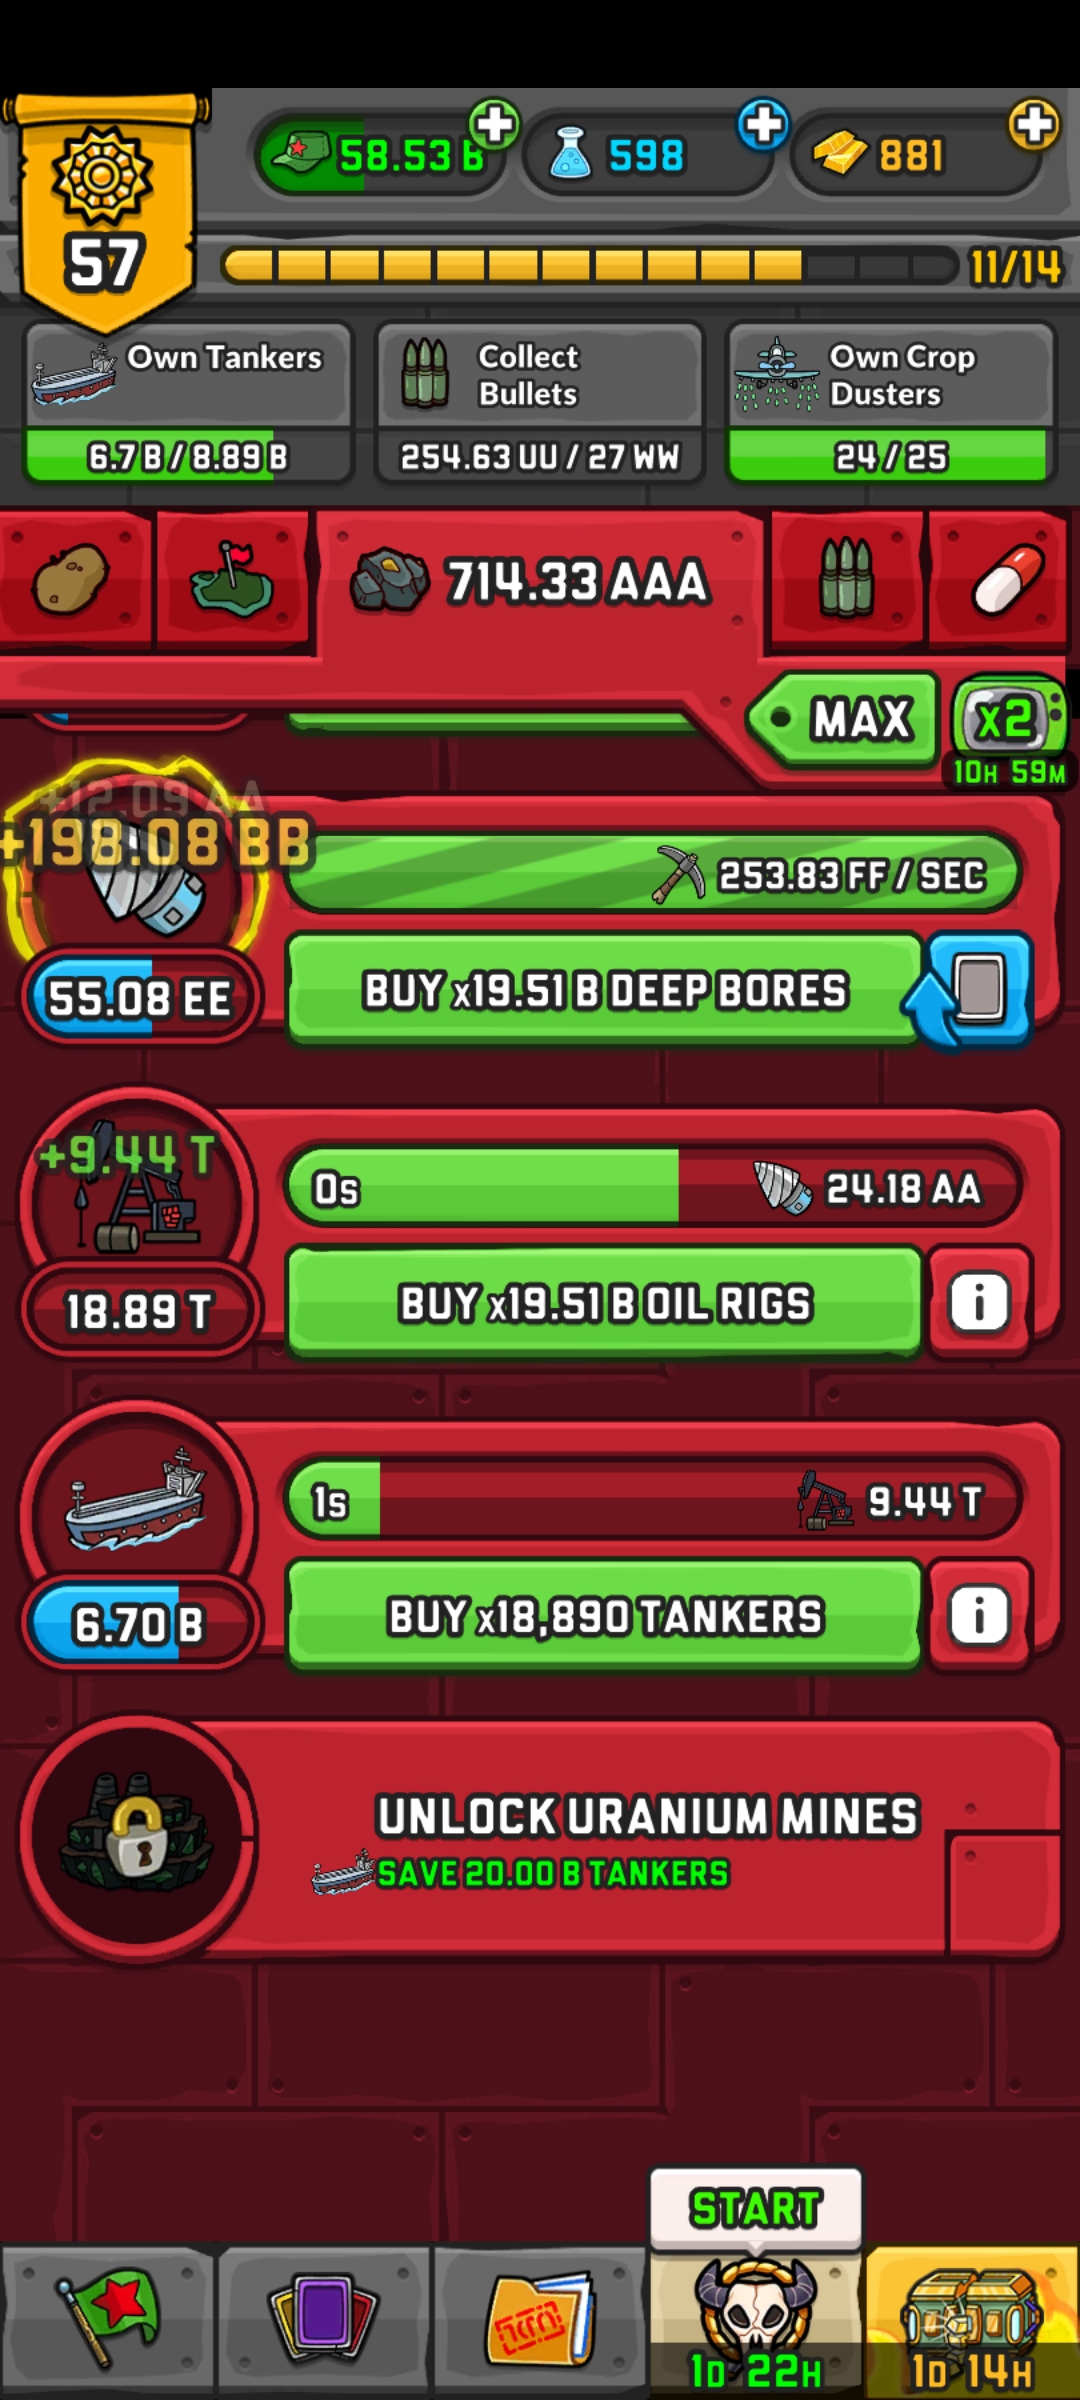 58.53 B
598
881
57
11/14
Own Tankers
6.7 B / 8.89 B
Collect
Bullets
254.63 UU / 27 WW
Own Crop
Dusters
24 / 25
714.33 AAA
MAX
x2
10H 59M
+12.09 AA
+198.08 BB
253.83 FF / SEC
55.08 EE
BUY x19.51 B DEEP BORES
+9.44 T
0s
24.18 AA
18.89 T
BUY x19.51 B OIL RIGS
i
1s
9.44 T
6.70 B
BUY x18,890 TANKERS
i
UNLOCK URANIUM MINES
SAVE 20.00 B TANKERS
START
1D 22H
1D 14H